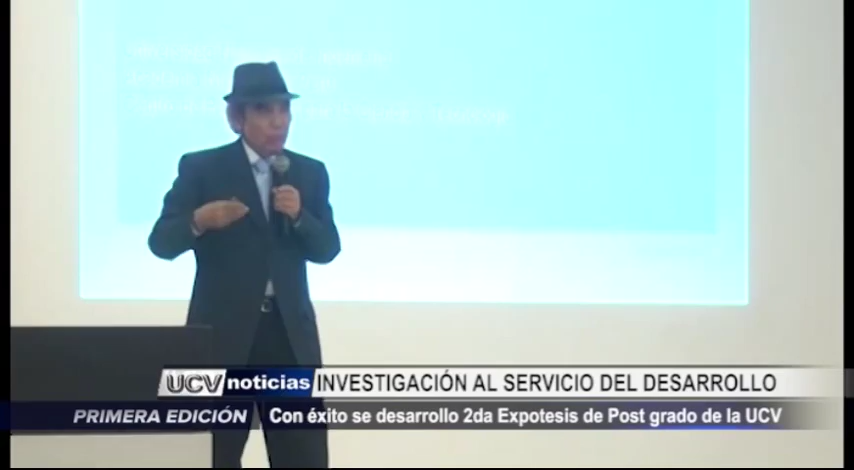 UCV noticias INVESTIGACIÓN AL SERVICIO DEL DESARROLLO
PRIMERA EDICIÓN Con éxito se desarrollo 2da Expotesis de Post grado de la UCV